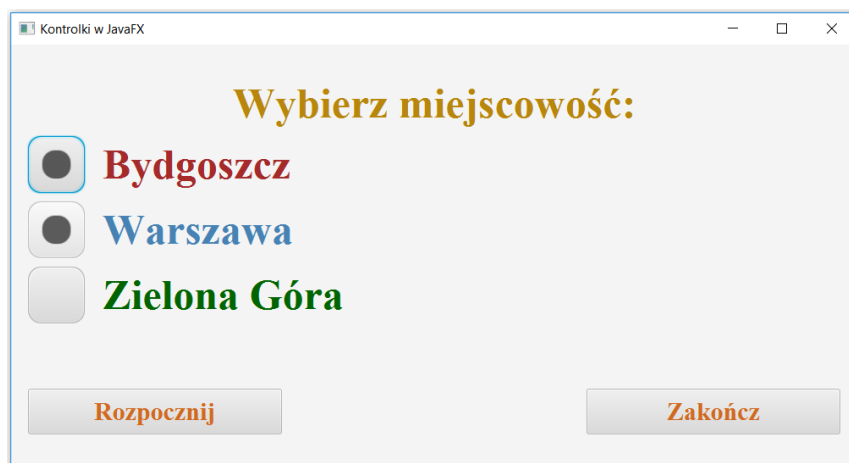 Kontrolki w JavaFX
Wybierz miejscowość:
Bydgoszcz
Warszawa
Zielona Góra
Rozpocznij
Zakończ